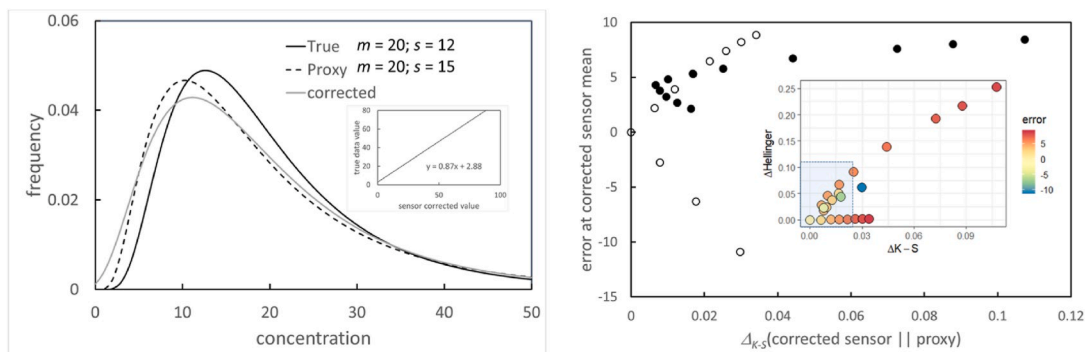 0.06
0.04
0.02
0
frequency
0 10 20 30 40 50
concentration
True m = 20; s = 12
Proxy m = 20; s = 15
corrected
80
60
40
20
0
true data value
y = 0.87x + 2.88
0 50 100
sensor corrected value
10
5
0
-5
-10
-15
error at corrected sensor mean
0 0.02 0.04 0.06 0.08 0.1 0.12
ΔK-S(corrected sensor || proxy)
0.25
0.20
0.15
0.10
0.05
0.00
ΔHellinger
0.00 0.03 0.06 0.09
ΔK – S
error
5
0
-5
-10